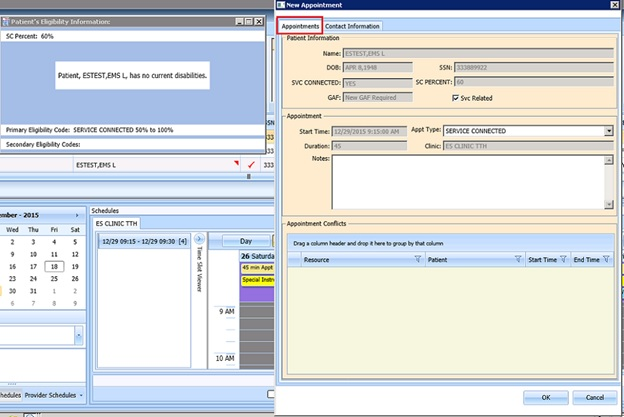 Patient's Eligibility Information:
SC Percent: 60%
Patient, ESTEST,EMS L, has no current disabilities.
Primary Eligibility Code: SERVICE CONNECTED 50% to 100%
Secondary Eligibility Codes:
ESTEST,EMS L
333
- 2015
Wed Thu Fri Sat
2 3 4 5
9 10 11 12
16 17 18 19
23 24 25 26
30 31 1 2
6 7 8 9
hedules Provider Schedules
Schedules
ES CLINIC TTH
12/29 09:15 - 12/29 09:30 [4]
Time Slot Viewer
Day
26 Saturda
45 min Appt
Special Instr
9 AM
10 AM
New Appointment
Appointments Contact Information
Patient Information
Name: ESTEST,EMS L
DOB: APR 8,1948 SSN: 333889922
SVC CONNECTED: YES SC PERCENT: 60
GAF: New GAF Required Svc Related
Appointment
Start Time: 12/29/2015 9:15:00 AM Appt Type: SERVICE CONNECTED
Duration: 45 Clinic: ES CLINIC TTH
Notes:
Appointment Conflicts
Drag a column header and drop it here to group by that column
Resource Patient Start Time End Time
OK Cancel